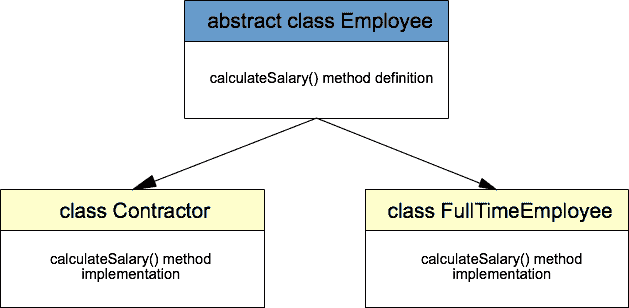 abstract class Employee
calculateSalary() method definition
class Contractor
calculateSalary() method
implementation
class FullTimeEmployee
calculateSalary() method
implementation